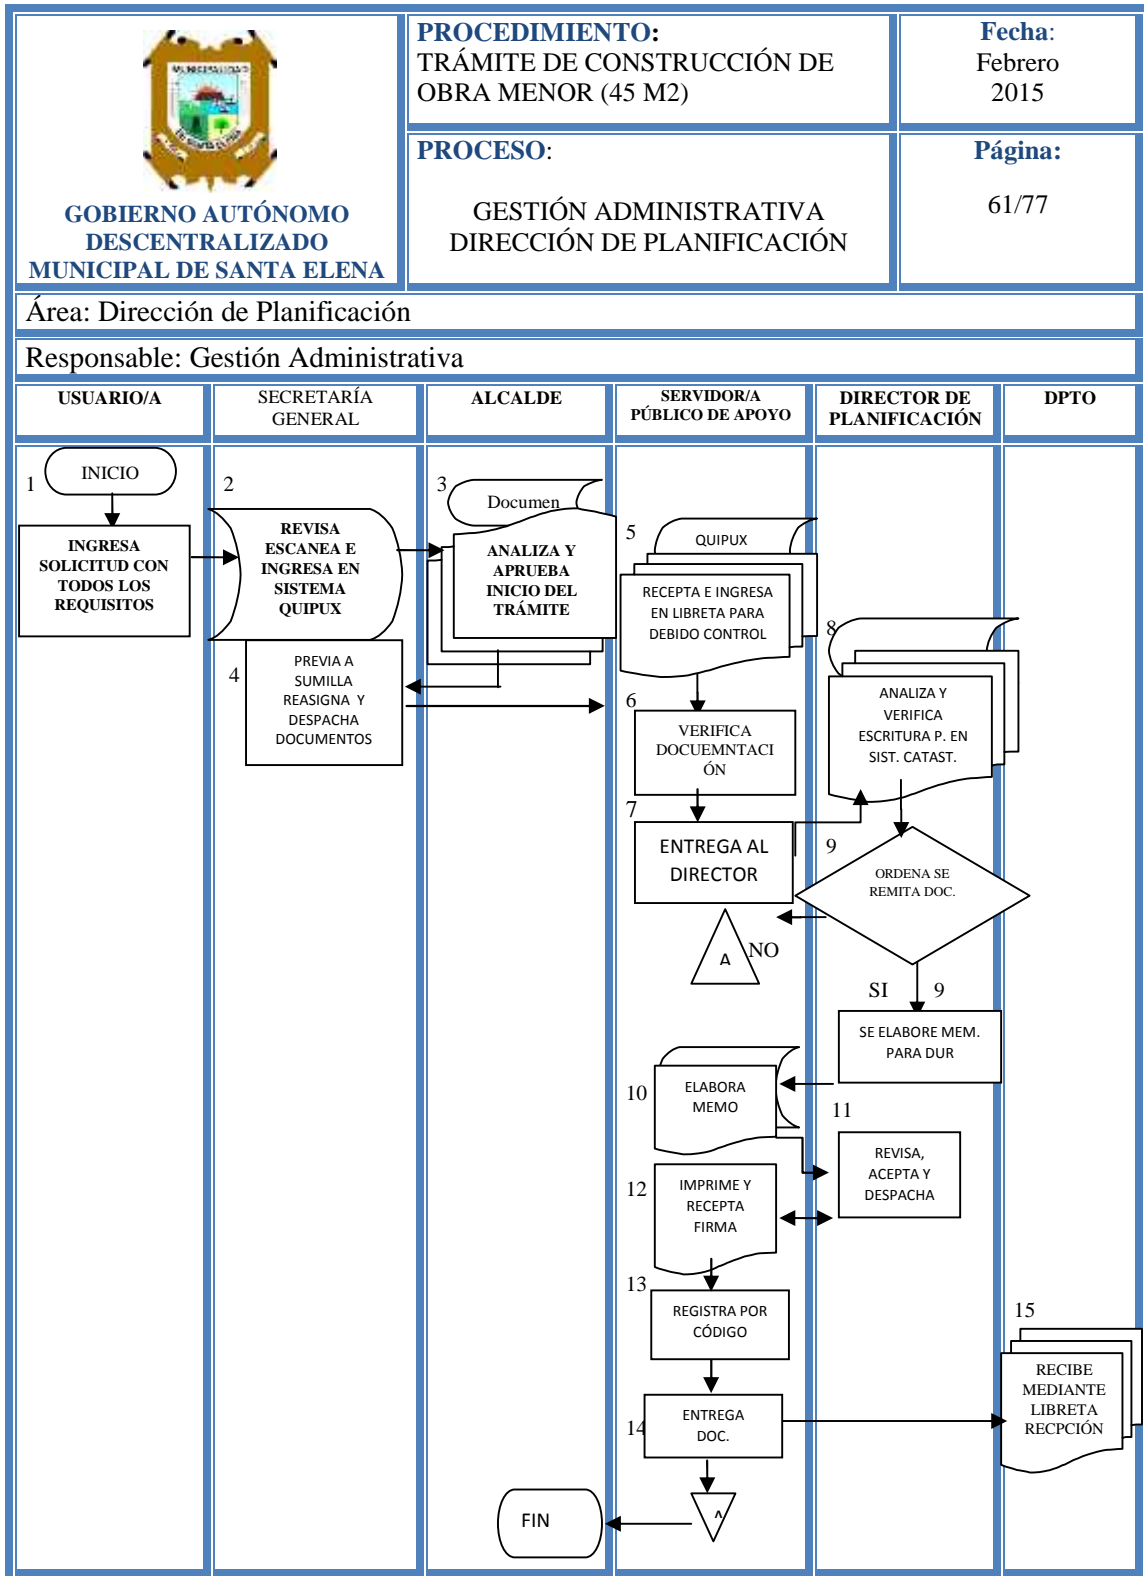 MUNICIPALIDAD
GOBIERNO AUTÓNOMO
DESCENTRALIZADO
MUNICIPAL DE SANTA ELENA
PROCEDIMIENTO:
TRÁMITE DE CONSTRUCCIÓN DE
OBRA MENOR (45 M2)
Fecha:
Febrero
2015
PROCESO:
GESTIÓN ADMINISTRATIVA
DIRECCIÓN DE PLANIFICACIÓN
Página:
61/77
Área: Dirección de Planificación
Responsable: Gestión Administrativa
USUARIO/A
SECRETARÍA
GENERAL
ALCALDE
SERVIDOR/A
PÚBLICO DE APOYO
DIRECTOR DE
PLANIFICACIÓN
DPTO
1
INICIO
INGRESA
SOLICITUD CON
TODOS LOS
REQUISITOS
2
REVISA
ESCANEA E
INGRESA EN
SISTEMA
QUIPUX
3
Documen
ANALIZA Y
APRUEBA
INICIO DEL
TRÁMITE
4
PREVIA A
SUMILLA
REASIGNA Y
DESPACHA
DOCUMENTOS
5
QUIPUX
RECEPTA E INGRESA
EN LIBRETA PARA
DEBIDO CONTROL
6
VERIFICA
DOCUEMNTACI
ÓN
7
ENTREGA AL
DIRECTOR
8
ANALIZA Y
VERIFICA
ESCRITURA P. EN
SIST. CATAST.
9
ORDENA SE
REMITA DOC.
NO
A
SI
9
SE ELABORE MEM.
PARA DUR
10
ELABORA
MEMO
11
REVISA,
ACEPTA Y
DESPACHA
12
IMPRIME Y
RECEPTA
FIRMA
13
REGISTRA POR
CÓDIGO
14
ENTREGA
DOC.
15
RECIBE
MEDIANTE
LIBRETA
RECPCIÓN
A
FIN